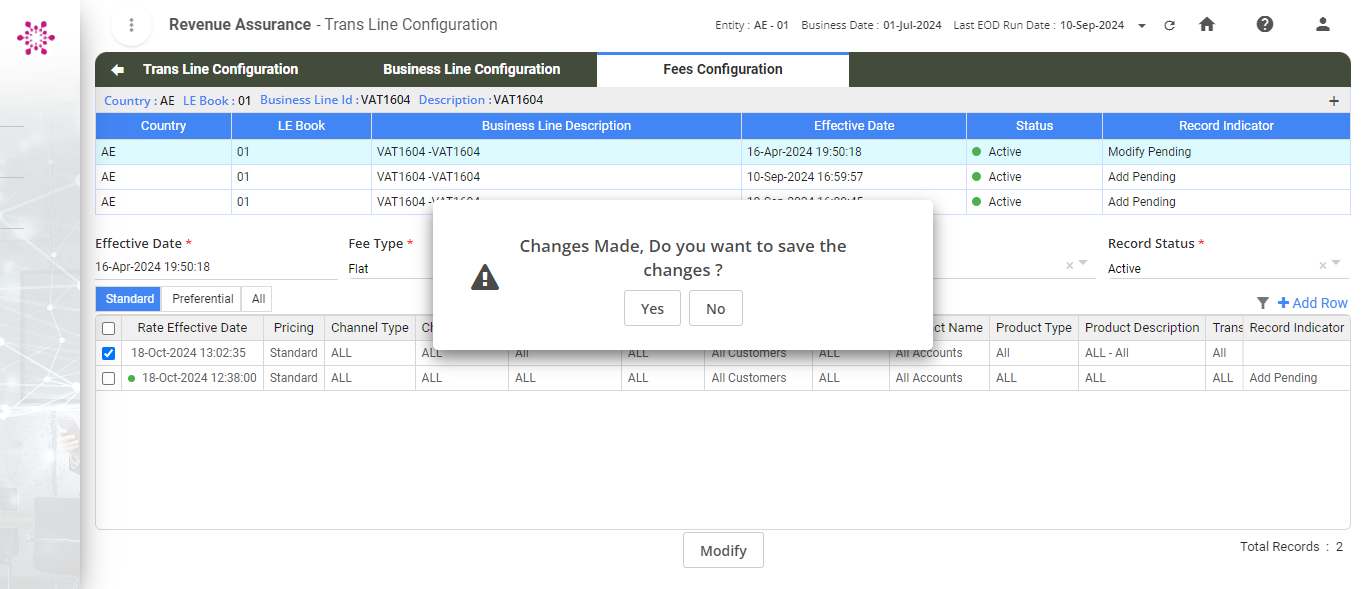 Revenue Assurance - Trans Line Configuration
Entity : AE - 01 Business Date : 01-Jul-2024 Last EOD Run Date : 10-Sep-2024
Trans Line Configuration Business Line Configuration Fees Configuration
Country : AE LE Book : 01 Business Line Id : VAT1604 Description : VAT1604
Country LE Book Business Line Description Effective Date Status Record Indicator
AE 01 VAT1604 -VAT1604 16-Apr-2024 19:50:18 Active Modify Pending
AE 01 VAT1604 -VAT1604 10-Sep-2024 16:59:57 Active Add Pending
AE 01 VAT1604 -VAT1604 Active Add Pending
Changes Made, Do you want to save the
changes ?
Yes No
Effective Date * Fee Type * Record Status *
16-Apr-2024 19:50:18 Flat Active
Standard Preferential All + Add Row
Rate Effective Date Pricing Channel Type Product Type Product Description Trans Record Indicator
18-Oct-2024 13:02:35 Standard ALL ALL All ALL All Customers ALL All Accounts All ALL - All All
18-Oct-2024 12:38:00 Standard ALL ALL ALL ALL All Customers ALL All Accounts ALL ALL ALL Add Pending
Modify
Total Records : 2